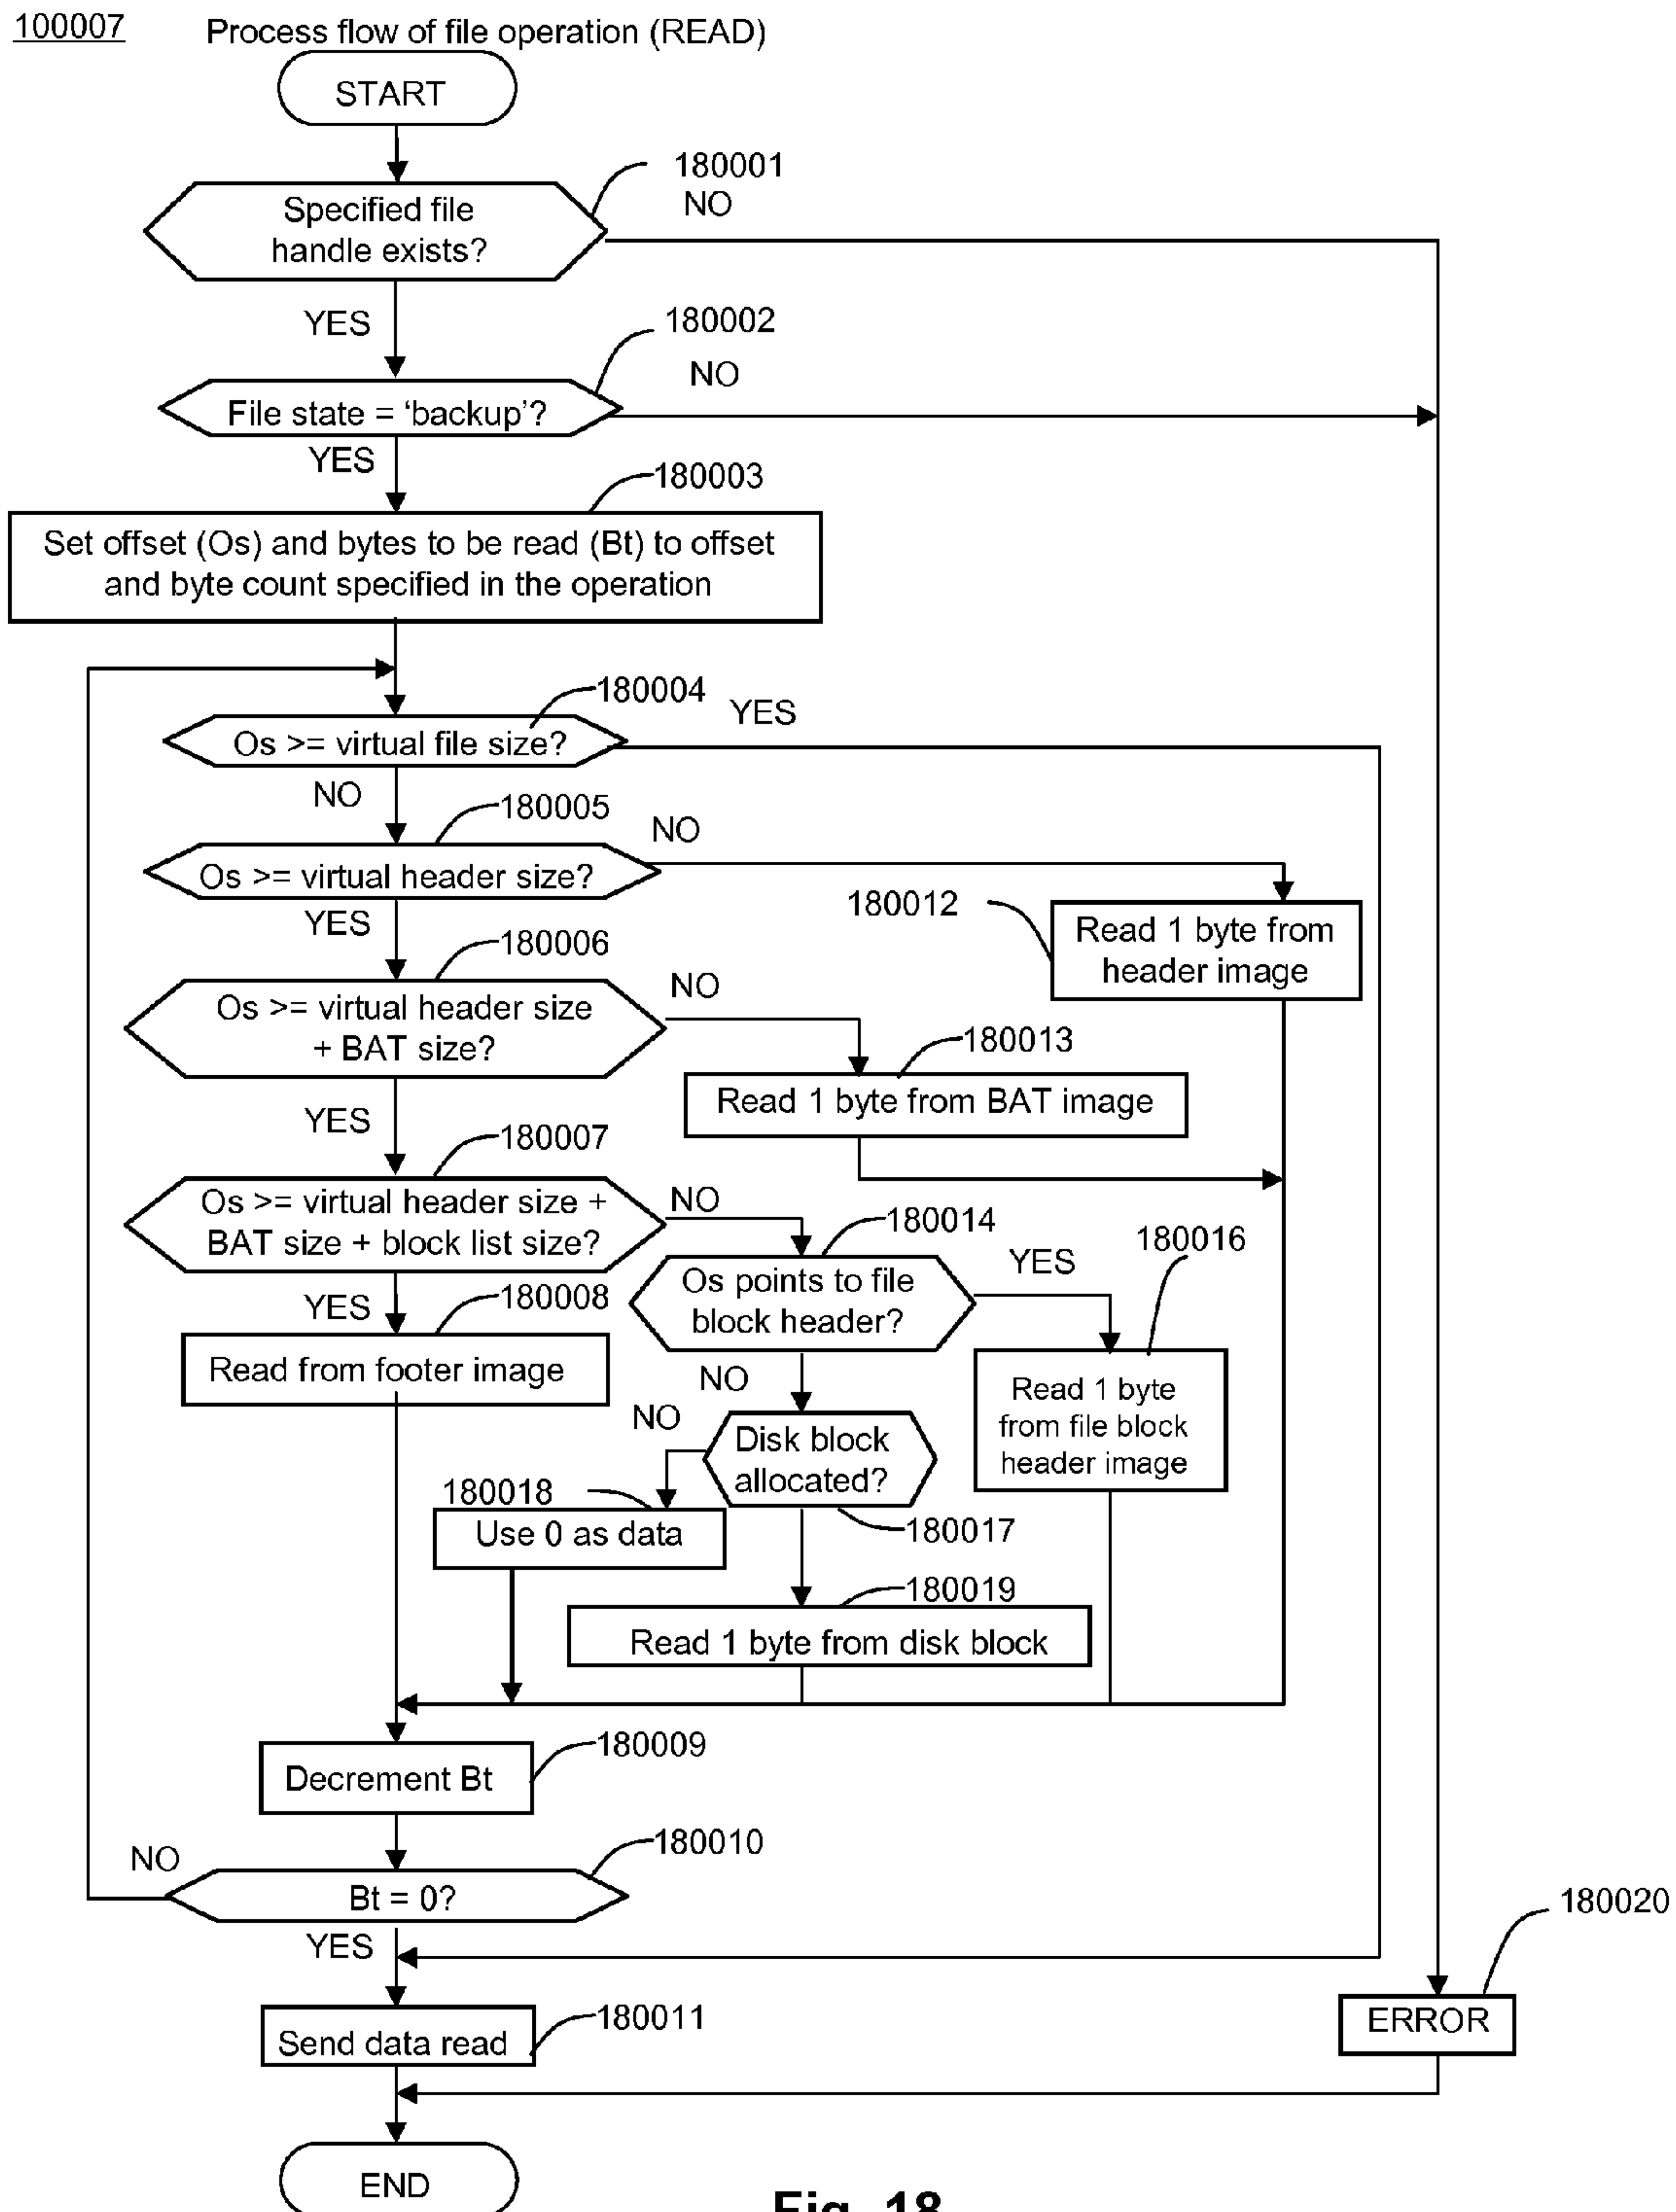 100007
Process flow of file operation (READ)
START
180001
NO
Specified file
handle exists?
YES
180002
NO
File state = ‘backup’?
YES
180003
Set offset (Os) and bytes to be read (Bt) to offset
and byte count specified in the operation
180004
YES
Os >= virtual file size?
NO
180005
NO
Os >= virtual header size?
YES
180012
Read 1 byte from
header image
180006
NO
Os >= virtual header size
+ BAT size?
180013
Read 1 byte from BAT image
YES
180007
NO
Os >= virtual header size +
BAT size + block list size?
180014
180016
YES
Os points to file
block header?
YES
180008
Read from footer image
NO
Read 1 byte
from file block
header image
NO
Disk block
allocated?
180018
Use 0 as data
180017
180019
Read 1 byte from disk block
180009
Decrement Bt
180010
NO
Bt = 0?
YES
180020
ERROR
180011
Send data read
END
Fig. 18